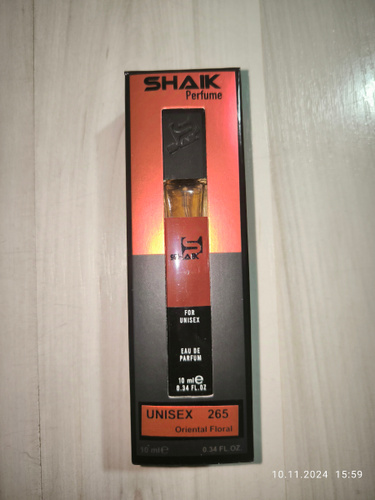 SHAIK
Perfume
S
SHAIK
FOR
UNISEX
EAU DE
PARFUM
10 ml℮
0.34 FL.OZ
UNISEX 265
Oriental Floral
10 ml℮ 0.34 FL. OZ
10.11.2024 15:59